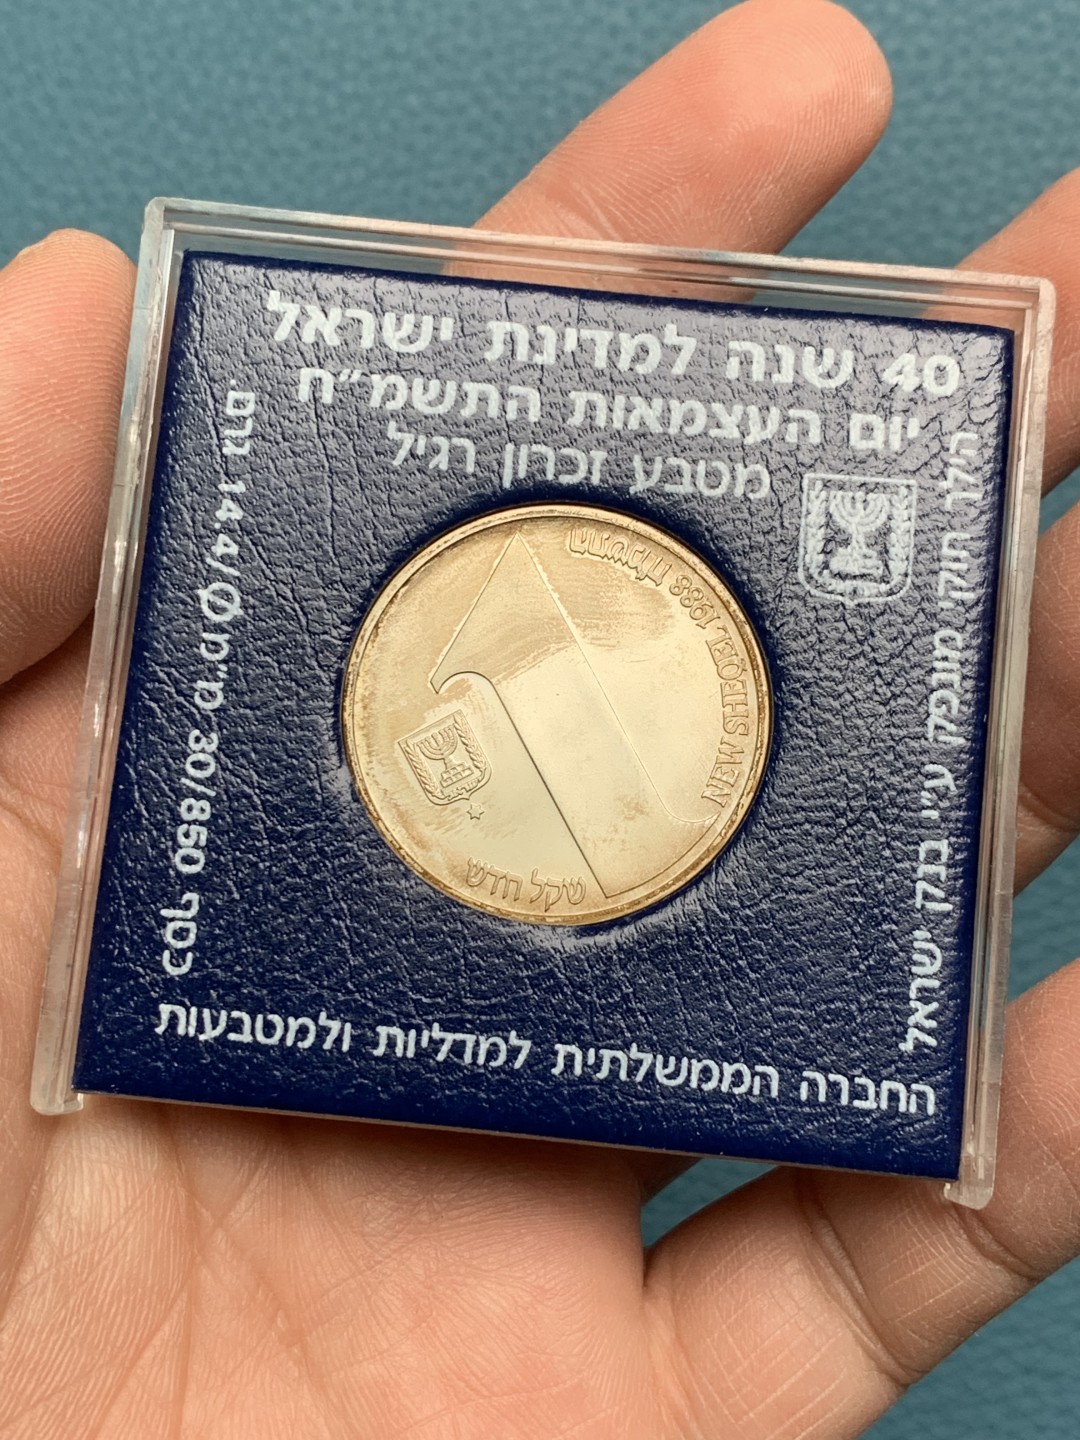 40 שנה למדינת ישראל
יום העצמאות התשמ״ח
מטבע זכרון רגיל
הילך חוקי מונפק ע״י בנק ישראל
כסף 850/30 מ״מ Ø/14.4 גרם.
החברה הממשלתית למדליות ולמטבעות
התשמ״ח 1988 NEW SHEQEL
שקל חדש